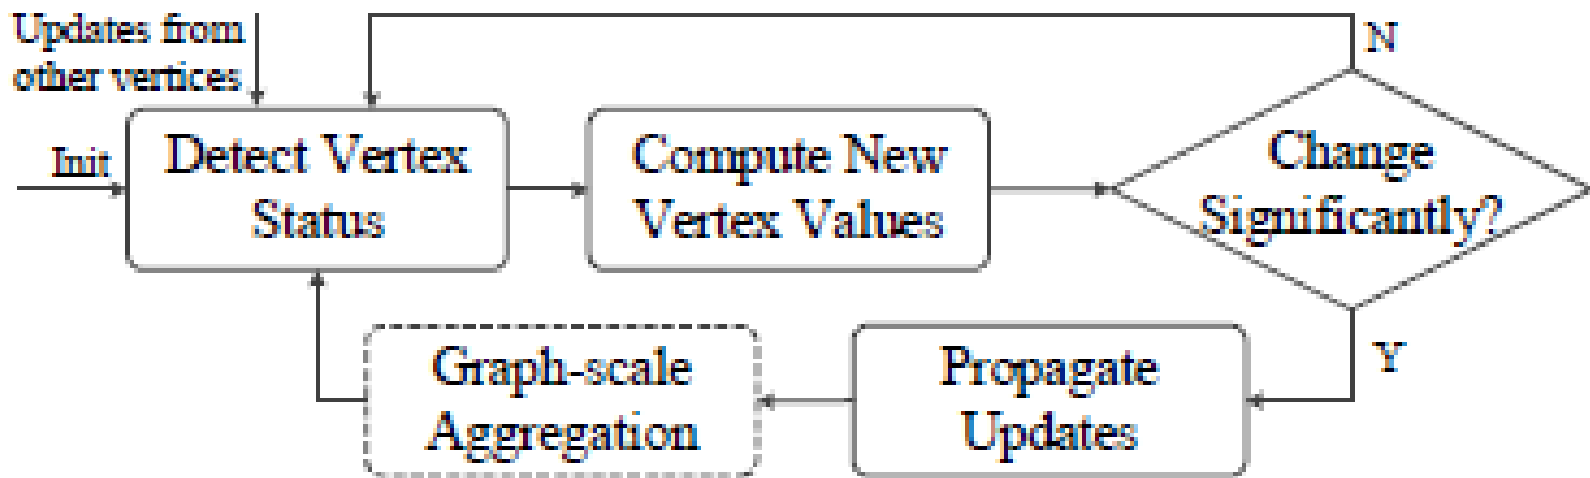 Updates from
other vertices
Init
Detect Vertex
Status
Compute New
Vertex Values
Change
Significantly?
N
Y
Propagate
Updates
Graph-scale
Aggregation